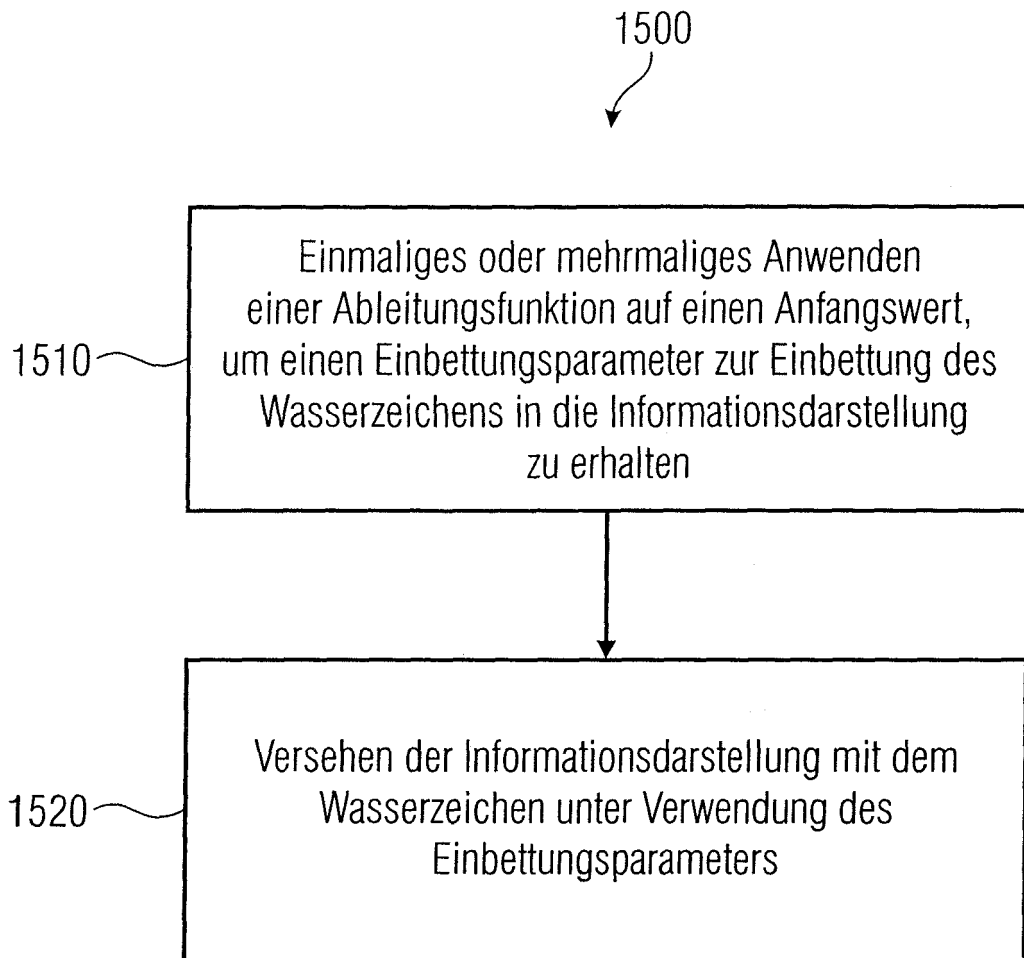 1500
Einmaliges oder mehrmaliges Anwenden
einer Ableitungsfunktion auf einen Anfangswert,
um einen Einbettungsparameter zur Einbettung des
Wasserzeichens in die Informationsdarstellung
zu erhalten
1510
Versehen der Informationsdarstellung mit dem
Wasserzeichen unter Verwendung des
Einbettungsparameters
1520